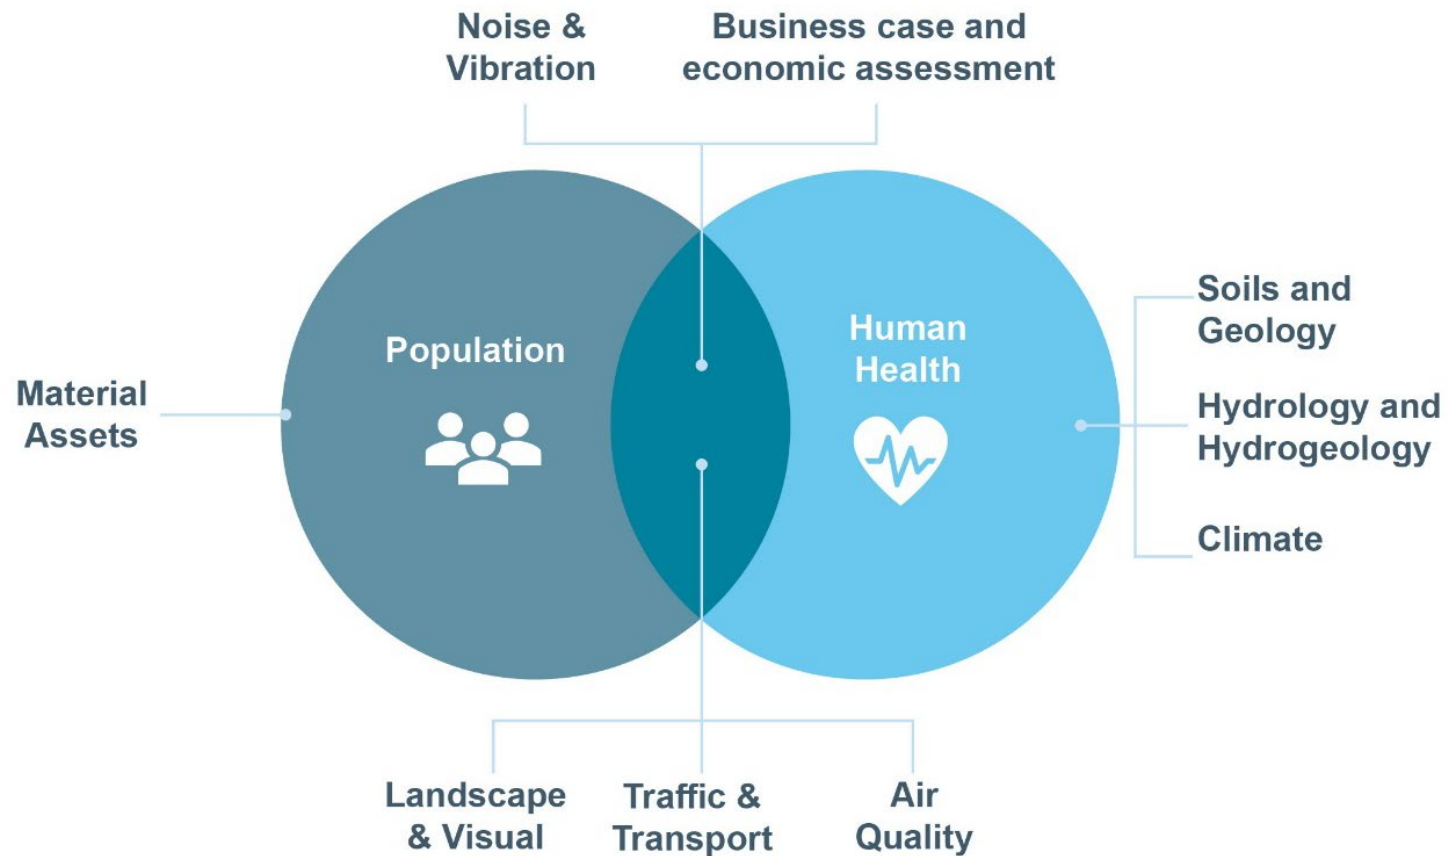 Noise &
Vibration
Business case and
economic assessment
Population
Human
Health
Material
Assets
Soils and
Geology
Hydrology and
Hydrogeology
Climate
Landscape
& Visual
Traffic &
Transport
Air
Quality